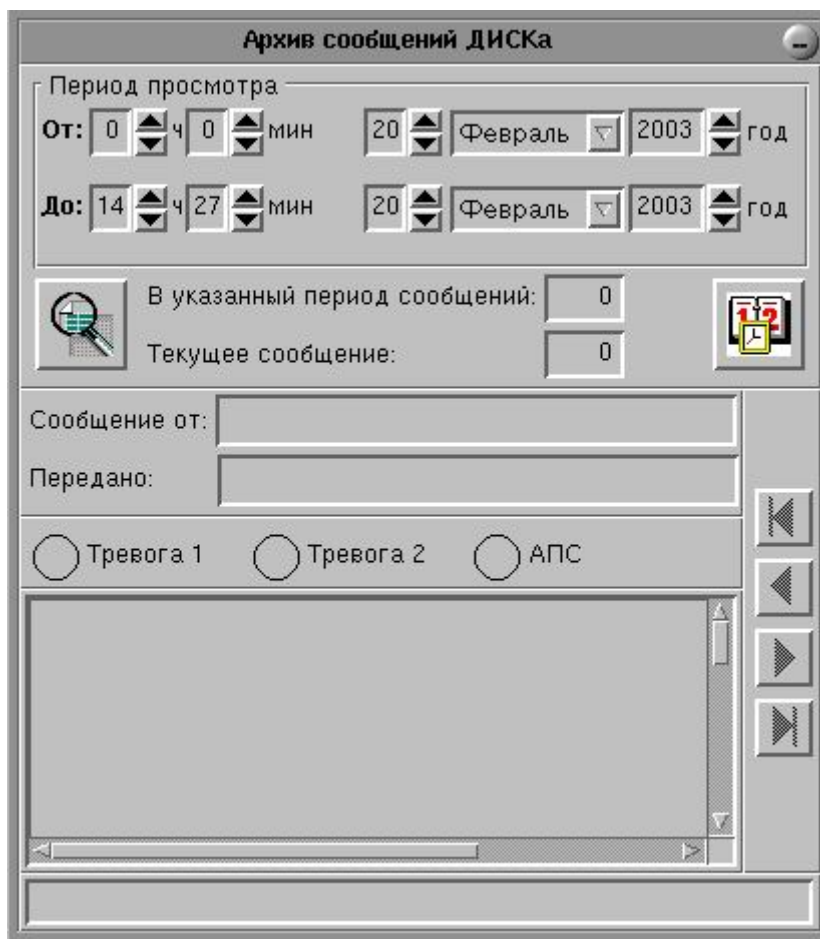 Архив сообщений ДИСКа
Период просмотра
От: 0 ч 0 мин 20 Февраль 2003 год
До: 14 ч 27 мин 20 Февраль 2003 год
В указанный период сообщений: 0
Текущее сообщение: 0
12
Сообщение от:
Передано:
Тревога 1 Тревога 2 АПС